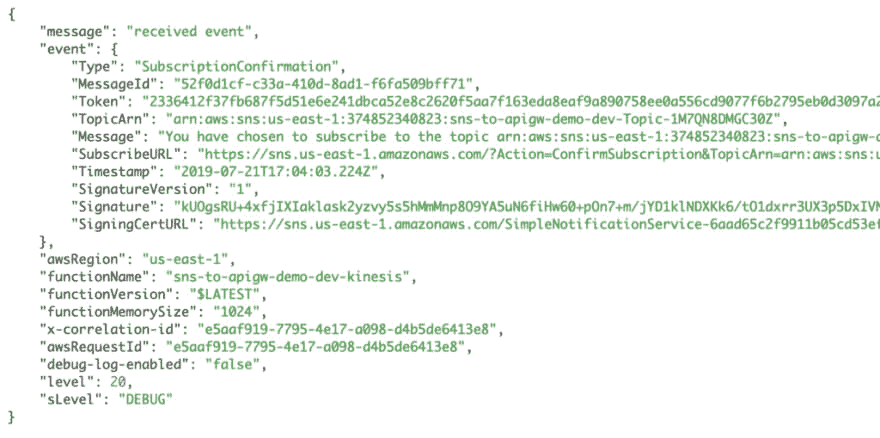 {
"message": "received event",
"event": {
"Type": "SubscriptionConfirmation",
"MessageId": "52f0d1cf-c33a-410d-8ad1-f6fa509bff71",
"Token": "2336412f37fb687f5d51e6e241dbca52e8c2620f5aa7f163eda8eaf9a890758ee0a556cd9077f6b2795eb0d3097a2
"TopicArn": "arn:aws:sns:us-east-1:374852340823:sns-to-apigw-demo-dev-Topic-1M7QN8DMGC30Z",
"Message": "You have chosen to subscribe to the topic arn:aws:sns:us-east-1:374852340823:sns-to-apigw-d
"SubscribeURL": "https://sns.us-east-1.amazonaws.com/?Action=ConfirmSubscription&TopicArn=arn:aws:sns:u
"Timestamp": "2019-07-21T17:04:03.224Z",
"SignatureVersion": "1",
"Signature": "kUOgsRU+4xfjIXIaklask2yzvy5s5hMmMnp8O9YA5uN6fiHw60+pOn7+m/jYD1klNDXKk6/tO1dxrr3UX3p5DxIVM
"SigningCertURL": "https://sns.us-east-1.amazonaws.com/SimpleNotificationService-6aad65c2f9911b05cd53ef
},
"awsRegion": "us-east-1",
"functionName": "sns-to-apigw-demo-dev-kinesis",
"functionVersion": "$LATEST",
"functionMemorySize": "1024",
"x-correlation-id": "e5aaf919-7795-4e17-a098-d4b5de6413e8",
"awsRequestId": "e5aaf919-7795-4e17-a098-d4b5de6413e8",
"debug-log-enabled": "false",
"level": 20,
"sLevel": "DEBUG"
}